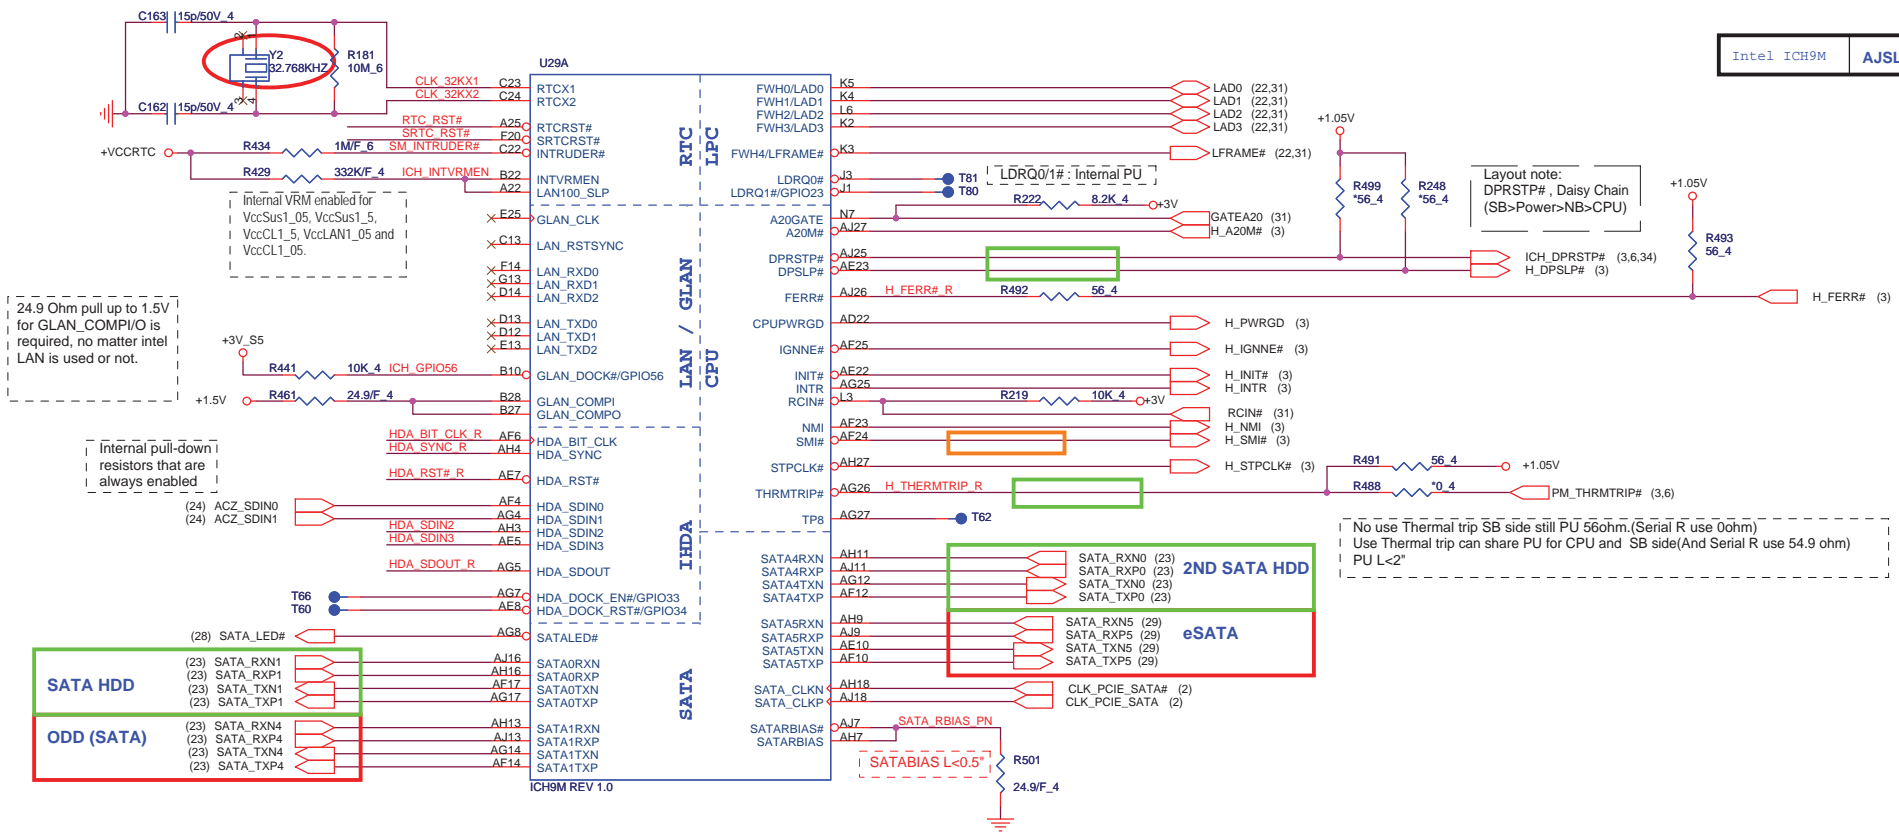 C163 15p/50V_4
2
Y2
32.768KHZ
R181
10M_6
3 4
C162 15p/50V_4
CLK_32KX1
CLK_32KX2
RTC_RST#
SRTC_RST#
+VCCRTC
R434 1M/F_6 SM_INTRUDER#
R429 332K/F_4 ICH_INTVRMEN
Internal VRM enabled for
VccSus1_05, VccSus1_5,
VccCL1_5, VccLAN1_05 and
VccCL1_05.
24.9 Ohm pull up to 1.5V
for GLAN_COMPI/O is
required, no matter intel
LAN is used or not.
+3V_S5
R441 10K_4 ICH_GPIO56
+1.5V R461 24.9/F_4
HDA_BIT_CLK_R
HDA_SYNC_R
Internal pull-down
resistors that are
always enabled
HDA_RST#_R
(24) ACZ_SDIN0
(24) ACZ_SDIN1
HDA_SDIN2
HDA_SDIN3
HDA_SDOUT_R
T66
T60
(28) SATA_LED#
SATA HDD
(23) SATA_RXN1
(23) SATA_RXP1
(23) SATA_TXN1
(23) SATA_TXP1
ODD (SATA)
(23) SATA_RXN4
(23) SATA_RXP4
(23) SATA_TXN4
(23) SATA_TXP4
U29A
C23 RTCX1
C24 RTCX2
A25 RTCRST#
F20 SRTCRST#
C22 INTRUDER#
B22 INTVRMEN
A22 LAN100_SLP
E25 GLAN_CLK
C13 LAN_RSTSYNC
F14 LAN_RXD0
G13 LAN_RXD1
D14 LAN_RXD2
D13 LAN_TXD0
D12 LAN_TXD1
E13 LAN_TXD2
B10 GLAN_DOCK#/GPIO56
B28 GLAN_COMPI
B27 GLAN_COMPO
AF6 HDA_BIT_CLK
AH4 HDA_SYNC
AE7 HDA_RST#
AF4 HDA_SDIN0
AG4 HDA_SDIN1
AH3 HDA_SDIN2
AE5 HDA_SDIN3
AG5 HDA_SDOUT
AG7 HDA_DOCK_EN#/GPIO33
AE8 HDA_DOCK_RST#/GPIO34
AG8 SATALED#
AJ16 SATA0RXN
AH16 SATA0RXP
AF17 SATA0TXN
AG17 SATA0TXP
AH13 SATA1RXN
AJ13 SATA1RXP
AG14 SATA1TXN
AF14 SATA1TXP
ICH9M REV 1.0
RTC
LPC
LAN / GLAN
CPU
IHDA
SATA
FWH0/LAD0 K5 LAD0 (22,31)
FWH1/LAD1 K4 LAD1 (22,31)
FWH2/LAD2 L6 LAD2 (22,31)
FWH3/LAD3 K2 LAD3 (22,31)
FWH4/LFRAME# K3 LFRAME# (22,31)
LDRQ0# J3 T81
LDRQ1#/GPIO23 J1 T80
LDRQ0/1# : Internal PU
R222 8.2K_4 +3V
A20GATE N7 GATEA20 (31)
A20M# AJ27 H_A20M# (3)
DPRSTP# AJ25 ICH_DPRSTP# (3,6,34)
DPSLP# AE23 H_DPSLP# (3)
FERR# AJ26 H_FERR#_R R492 56_4 H_FERR# (3)
CPUPWRGD AD22 H_PWRGD (3)
IGNNE# AF25 H_IGNNE# (3)
INIT# AE22 H_INIT# (3)
INTR AG25 H_INTR (3)
RCIN# L3 R219 10K_4 +3V
RCIN# (31)
NMI AF23 H_NMI (3)
SMI# AF24 H_SMI# (3)
STPCLK# AH27 H_STPCLK# (3)
THRMTRIP# AG26 H_THERMTRIP_R
TP8 AG27 T62
SATA4RXN AH11 SATA_RXN0 (23)
SATA4RXP AJ11 SATA_RXP0 (23)
SATA4TXN AG12 SATA_TXN0 (23)
SATA4TXP AF12 SATA_TXP0 (23)
2ND SATA HDD
SATA5RXN AH9 SATA_RXN5 (29)
SATA5RXP AJ9 SATA_RXP5 (29)
SATA5TXN AE10 SATA_TXN5 (29)
SATA5TXP AF10 SATA_TXP5 (29)
eSATA
SATA_CLKN AH18 CLK_PCIE_SATA# (2)
SATA_CLKP AJ18 CLK_PCIE_SATA (2)
SATARBIAS# AJ7 SATA_RBIAS_PN
SATARBIAS AH7
SATABIAS L<0.5"
R501
24.9/F_4
+1.05V
R499
*56_4
R248
*56_4
Layout note:
DPRSTP# , Daisy Chain
(SB>Power>NB>CPU)
+1.05V
R493
56_4
R491 56_4 +1.05V
R488 *0_4 PM_THRMTRIP# (3,6)
No use Thermal trip SB side still PU 56ohm.(Serial R use 0ohm)
Use Thermal trip can share PU for CPU and SB side(And Serial R use 54.9 ohm)
PU L<2"
Intel ICH9M AJSL